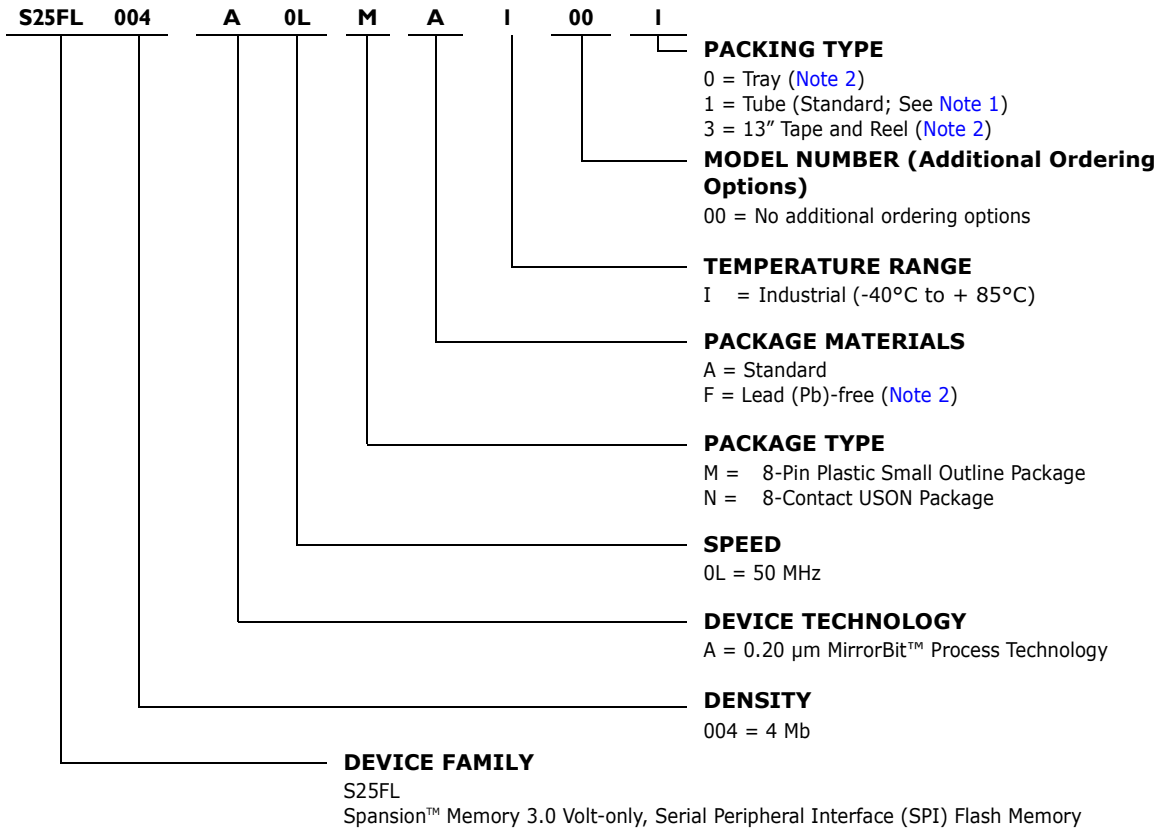 S25FL 004 A 0L M A I 00 I
PACKING TYPE
0 = Tray (Note 2)
1 = Tube (Standard; See Note 1)
3 = 13” Tape and Reel (Note 2)
MODEL NUMBER (Additional Ordering
Options)
00 = No additional ordering options
TEMPERATURE RANGE
I = Industrial (-40°C to + 85°C)
PACKAGE MATERIALS
A = Standard
F = Lead (Pb)-free (Note 2)
PACKAGE TYPE
M = 8-Pin Plastic Small Outline Package
N = 8-Contact USON Package
SPEED
0L = 50 MHz
DEVICE TECHNOLOGY
A = 0.20 µm MirrorBit™ Process Technology
DENSITY
004 = 4 Mb
DEVICE FAMILY
S25FL
Spansion™ Memory 3.0 Volt-only, Serial Peripheral Interface (SPI) Flash Memory